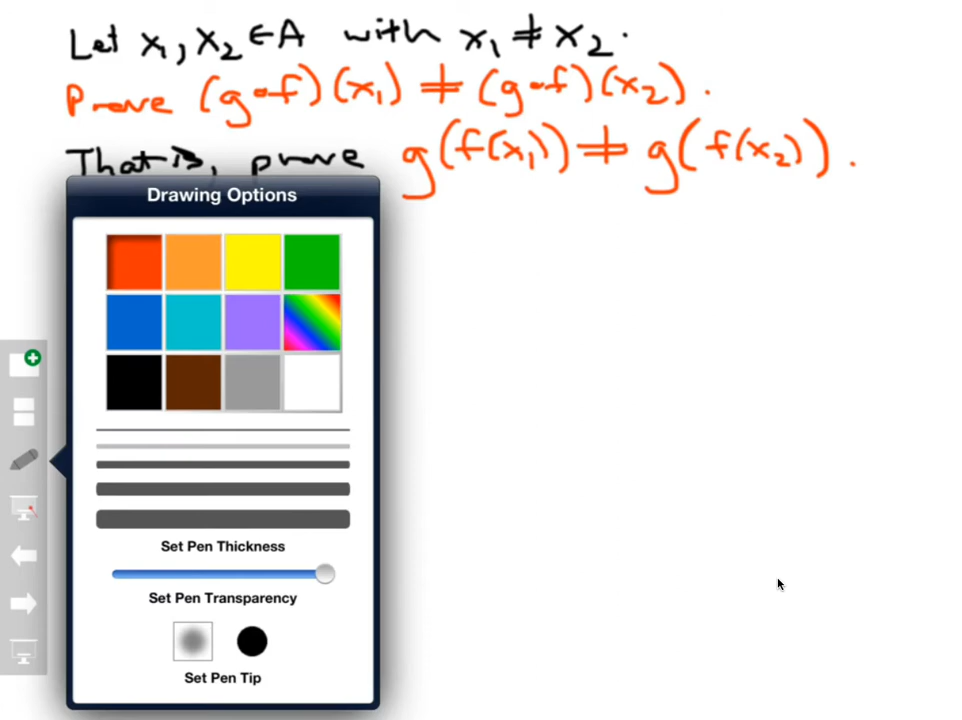 Let x₁, x₂ ∈ A with x₁ ≠ x₂.
Prove (g∘f)(x₁) ≠ (g∘f)(x₂).
That is, prove g(f(x₁)) ≠ g(f(x₂)).
Drawing Options
Set Pen Thickness
Set Pen Transparency
Set Pen Tip